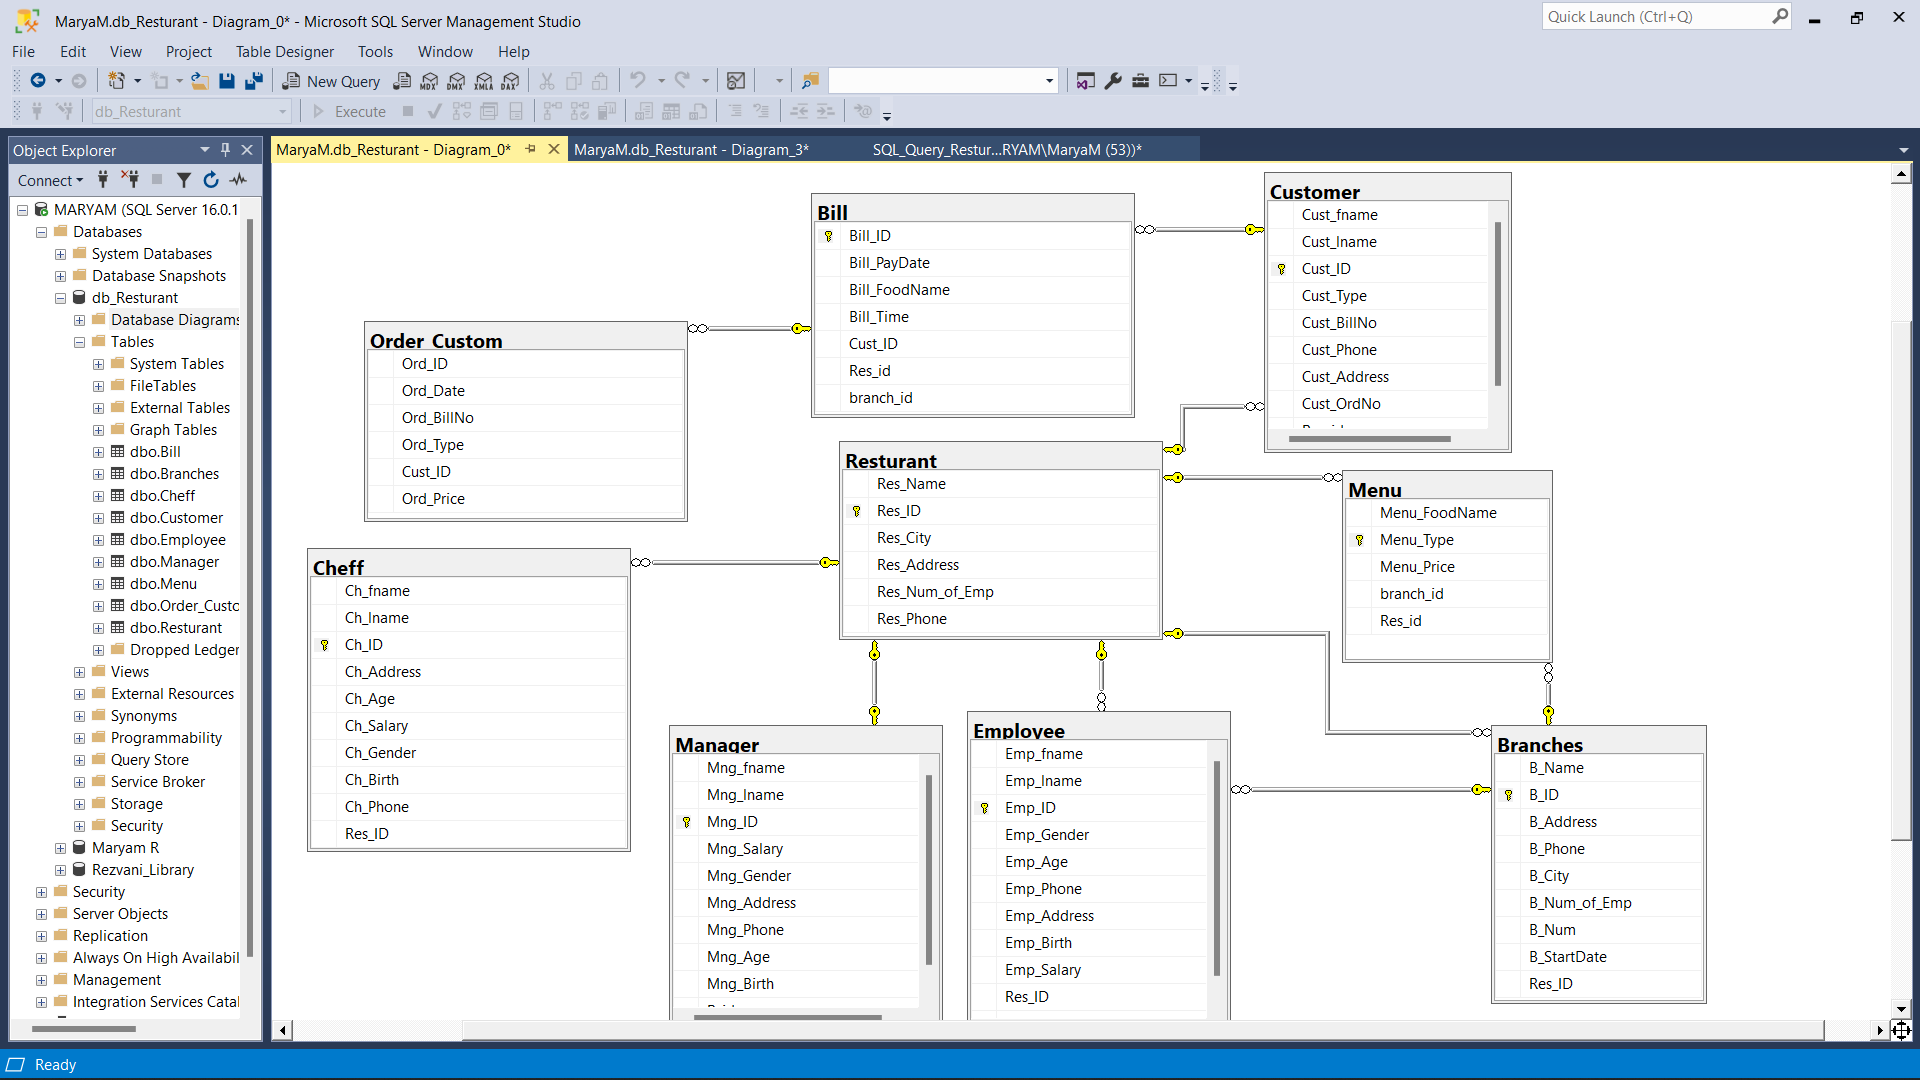 MaryaM.db_Resturant - Diagram_0* - Microsoft SQL Server Management Studio
Quick Launch (Ctrl+Q)
File Edit View Project Table Designer Tools Window Help
New Query MDX DMX XMLA DAX
db_Resturant Execute
Object Explorer
Connect
MARYAM (SQL Server 16.0.1
Databases
System Databases
Database Snapshots
db_Resturant
Database Diagrams
Tables
System Tables
FileTables
External Tables
Graph Tables
dbo.Bill
dbo.Branches
dbo.Cheff
dbo.Customer
dbo.Employee
dbo.Manager
dbo.Menu
dbo.Order_Custo
dbo.Resturant
Dropped Ledger
Views
External Resources
Synonyms
Programmability
Query Store
Service Broker
Storage
Security
Maryam R
Rezvani_Library
Security
Server Objects
Replication
Always On High Availabil
Management
Integration Services Catal
MaryaM.db_Resturant - Diagram_0*
MaryaM.db_Resturant - Diagram_3*
SQL_Query_Restur...RYAM\MaryaM (53))*
Bill
Bill_ID
Bill_PayDate
Bill_FoodName
Bill_Time
Cust_ID
Res_id
branch_id
Customer
Cust_fname
Cust_lname
Cust_ID
Cust_Type
Cust_BillNo
Cust_Phone
Cust_Address
Cust_OrdNo
Order_Custom
Ord_ID
Ord_Date
Ord_BillNo
Ord_Type
Cust_ID
Ord_Price
Resturant
Res_Name
Res_ID
Res_City
Res_Address
Res_Num_of_Emp
Res_Phone
Menu
Menu_FoodName
Menu_Type
Menu_Price
branch_id
Res_id
Cheff
Ch_fname
Ch_lname
Ch_ID
Ch_Address
Ch_Age
Ch_Salary
Ch_Gender
Ch_Birth
Ch_Phone
Res_ID
Manager
Mng_fname
Mng_lname
Mng_ID
Mng_Salary
Mng_Gender
Mng_Address
Mng_Phone
Mng_Age
Mng_Birth
Employee
Emp_fname
Emp_lname
Emp_ID
Emp_Gender
Emp_Age
Emp_Phone
Emp_Address
Emp_Birth
Emp_Salary
Res_ID
Branches
B_Name
B_ID
B_Address
B_Phone
B_City
B_Num_of_Emp
B_Num
B_StartDate
Res_ID
Ready